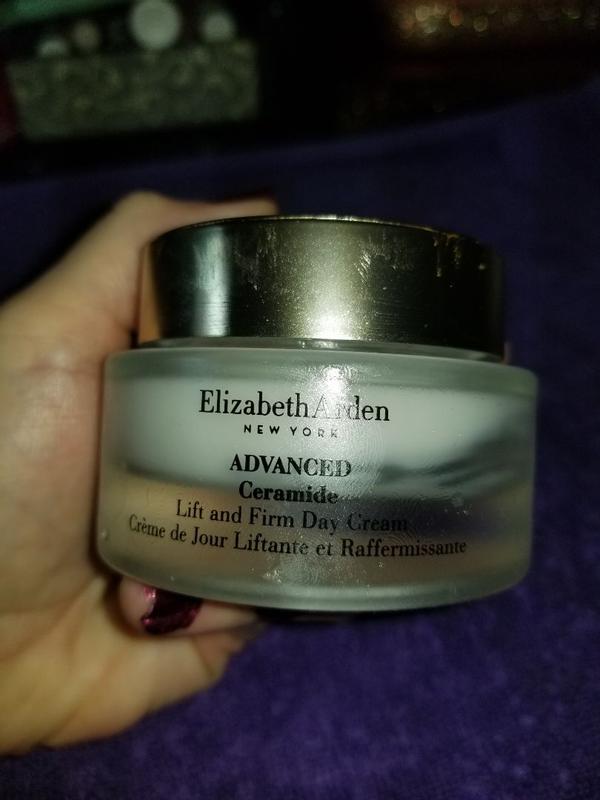 ElizabethArden
NEW YORK
ADVANCED
Ceramide
Lift and Firm Day Cream
Crème de Jour Liftante et Raffermissante